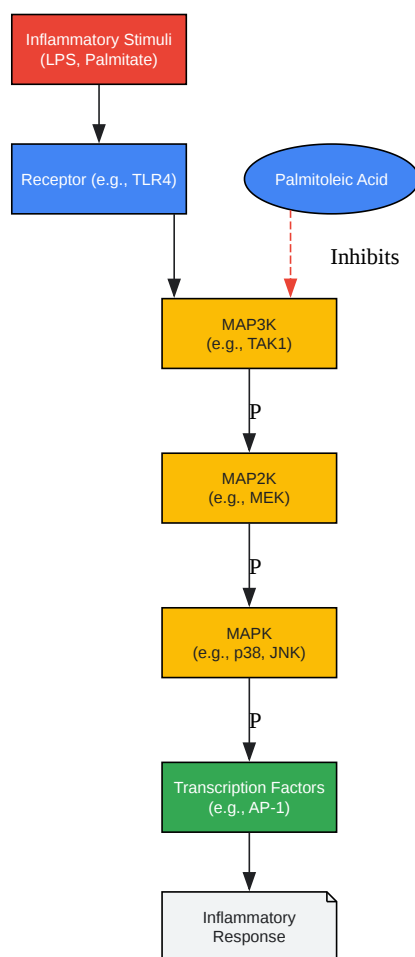 Inflammatory Stimuli
(LPS, Palmitate)
Receptor (e.g., TLR4)
Palmitoleic Acid
Inhibits
MAP3K
(e.g., TAK1)
P
MAP2K
(e.g., MEK)
P
MAPK
(e.g., p38, JNK)
P
Transcription Factors
(e.g., AP-1)
Inflammatory
Response